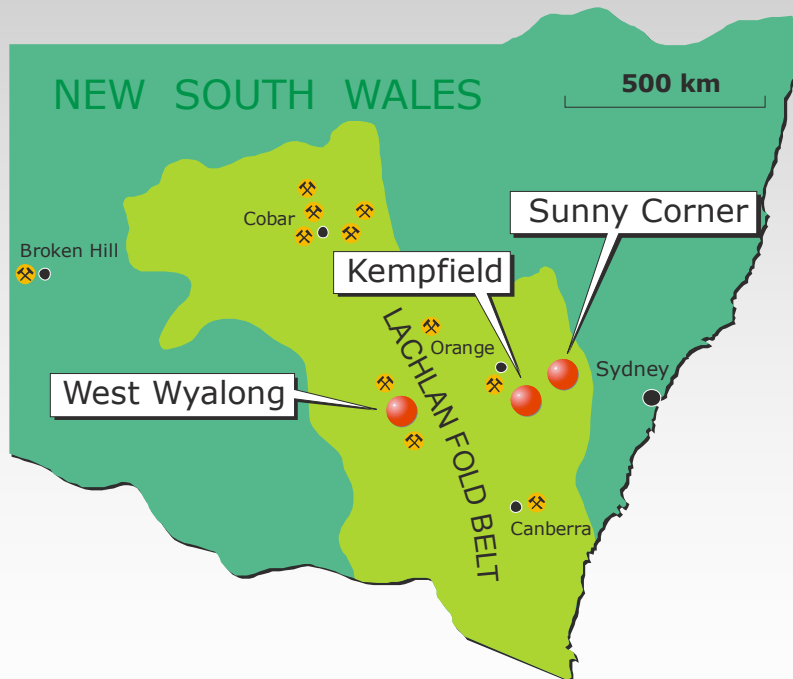 NEW SOUTH WALES
500 km
Sunny Corner
Cobar
Broken Hill
Kempfield
Orange
Sydney
West Wyalong
LACHLAN FOLD BELT
Canberra